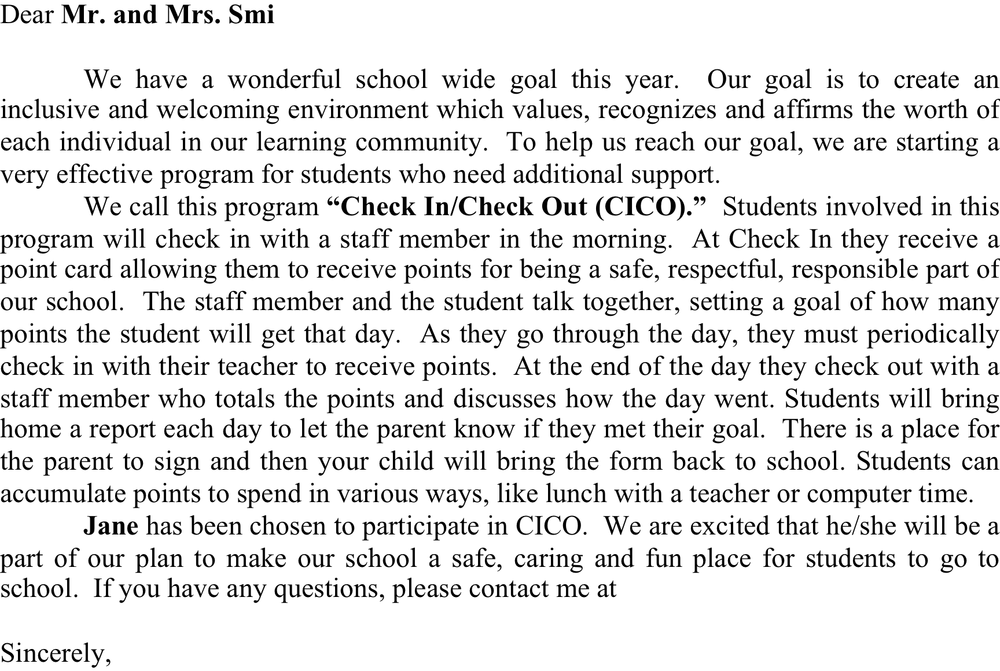 Dear Mr. and Mrs. Smi
We have a wonderful school wide goal this year.  Our goal is to create an
inclusive and welcoming environment which values, recognizes and affirms the worth of
each individual in our learning community.  To help us reach our goal, we are starting a
very effective program for students who need additional support.
We call this program “Check In/Check Out (CICO).”  Students involved in this
program will check in with a staff member in the morning.  At Check In they receive a
point card allowing them to receive points for being a safe, respectful, responsible part of
our school.  The staff member and the student talk together, setting a goal of how many
points the student will get that day.  As they go through the day, they must periodically
check in with their teacher to receive points.  At the end of the day they check out with a
staff member who totals the points and discusses how the day went. Students will bring
home a report each day to let the parent know if they met their goal.  There is a place for
the parent to sign and then your child will bring the form back to school. Students can
accumulate points to spend in various ways, like lunch with a teacher or computer time.
Jane has been chosen to participate in CICO.  We are excited that he/she will be a
part of our plan to make our school a safe, caring and fun place for students to go to
school.  If you have any questions, please contact me at
Sincerely,